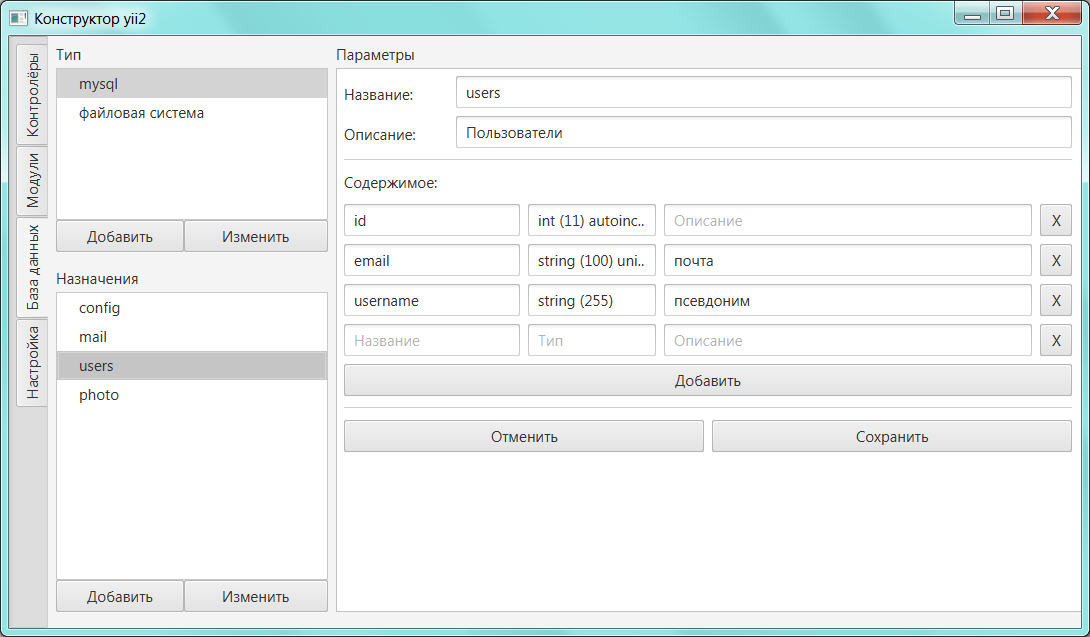 Конструктор yii2
Контролёры
Модули
База данных
Настройка
Тип
mysql
файловая система
Добавить Изменить
Назначения
config
mail
users
photo
Добавить Изменить
Параметры
Название: users
Описание: Пользователи
Содержимое:
id int (11) autoinc.. Описание X
email string (100) uni.. почта X
username string (255) псевдоним X
Название Тип Описание X
Добавить
Отменить Сохранить